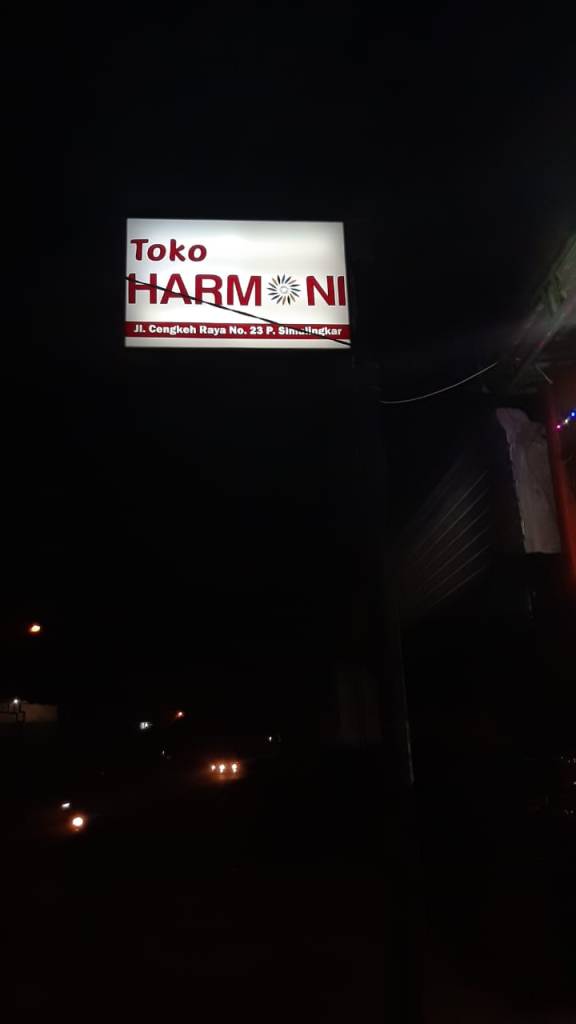 Toko
HARMONI
Jl. Cengkeh Raya No. 23 P. Simalingkar